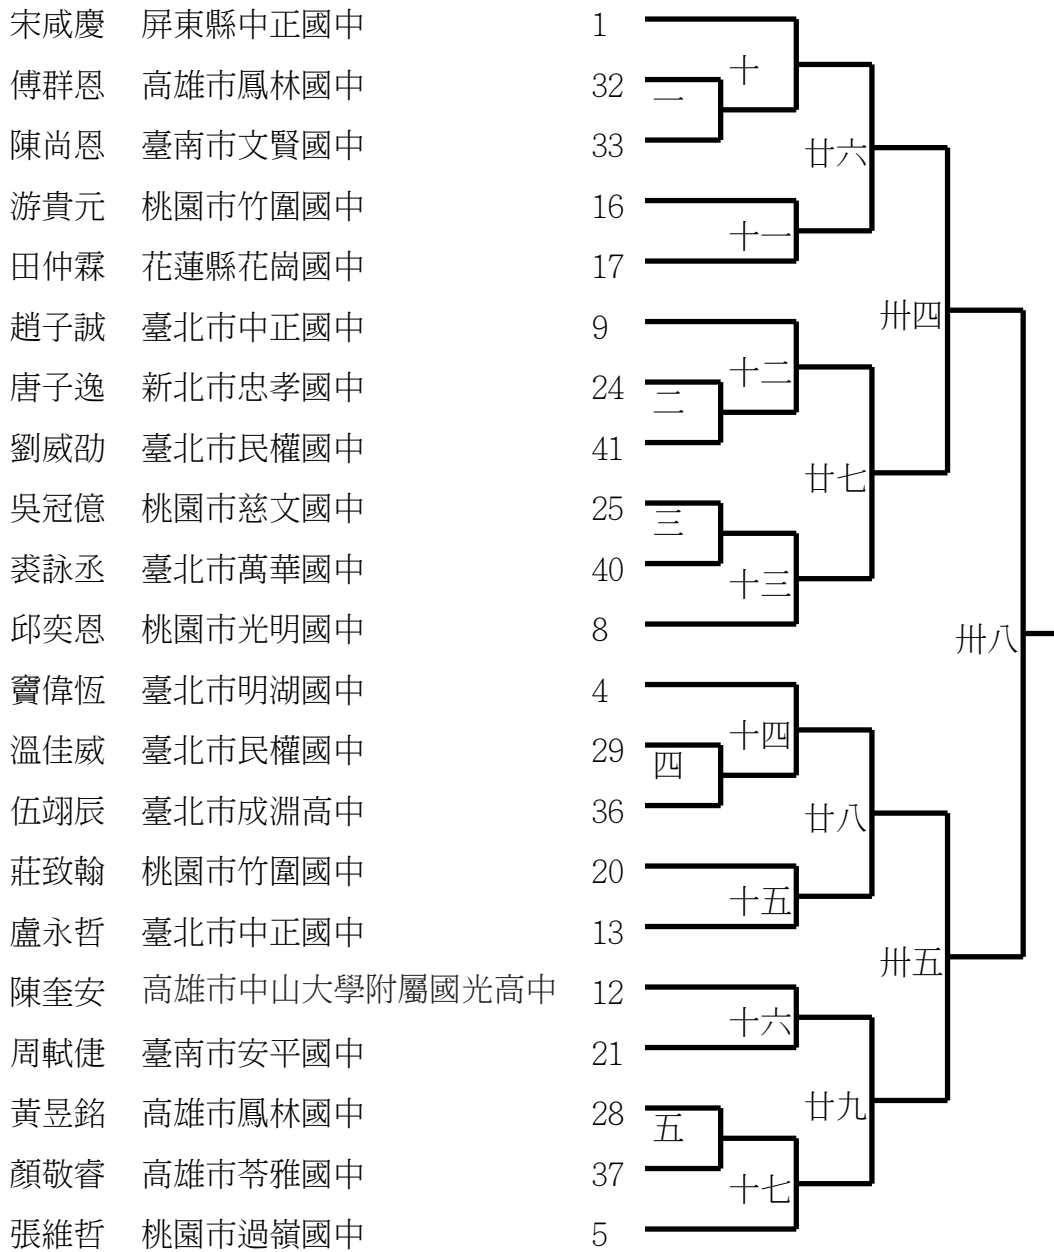 宋咸慶 屏東縣中正國中 1
十
傅群恩 高雄市鳳林國中 32
一
陳尚恩 臺南市文賢國中 33
廿六
游貴元 桃園市竹圍國中 16
十一
田仲霖 花蓮縣花崗國中 17
卅四
趙子誠 臺北市中正國中 9
十二
唐子逸 新北市忠孝國中 24
二
劉威劭 臺北市民權國中 41
廿七
吳冠億 桃園市慈文國中 25
三
裘詠丞 臺北市萬華國中 40
十三
邱奕恩 桃園市光明國中 8
卅八
竇偉恆 臺北市明湖國中 4
十四
溫佳威 臺北市民權國中 29
四
伍翊辰 臺北市成淵高中 36
廿八
莊致翰 桃園市竹圍國中 20
十五
盧永哲 臺北市中正國中 13
卅五
陳奎安 高雄市中山大學附屬國光高中 12
十六
周軾倢 臺南市安平國中 21
黃昱銘 高雄市鳳林國中 28
廿九
五
顏敬睿 高雄市苓雅國中 37
十七
張維哲 桃園市過嶺國中 5